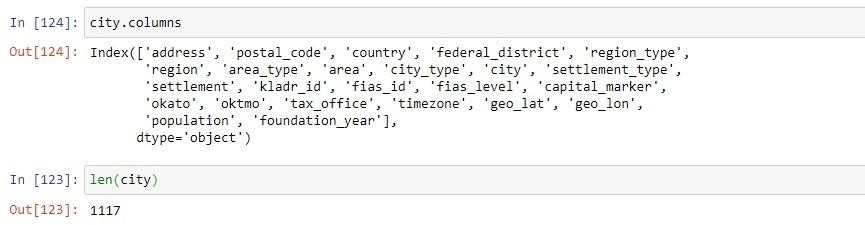 In [124]: city.columns
Out[124]: Index(['address', 'postal_code', 'country', 'federal_district', 'region_type',
'region', 'area_type', 'area', 'city_type', 'city', 'settlement_type',
'settlement', 'kladr_id', 'fias_id', 'fias_level', 'capital_marker',
'okato', 'oktmo', 'tax_office', 'timezone', 'geo_lat', 'geo_lon',
'population', 'foundation_year'],
dtype='object')
In [123]: len(city)
Out[123]: 1117